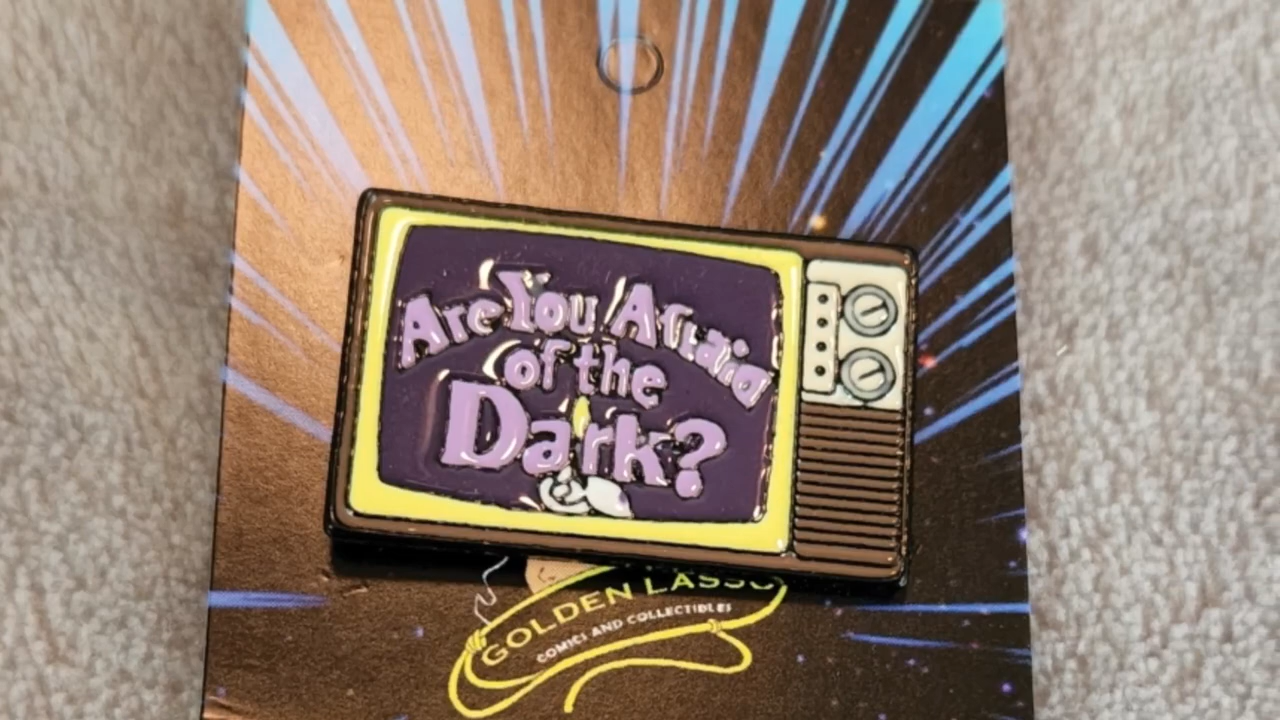 Are You Afraid
of the
Dark?
GOLDEN LASSO
COMICS AND COLLECTIBLES